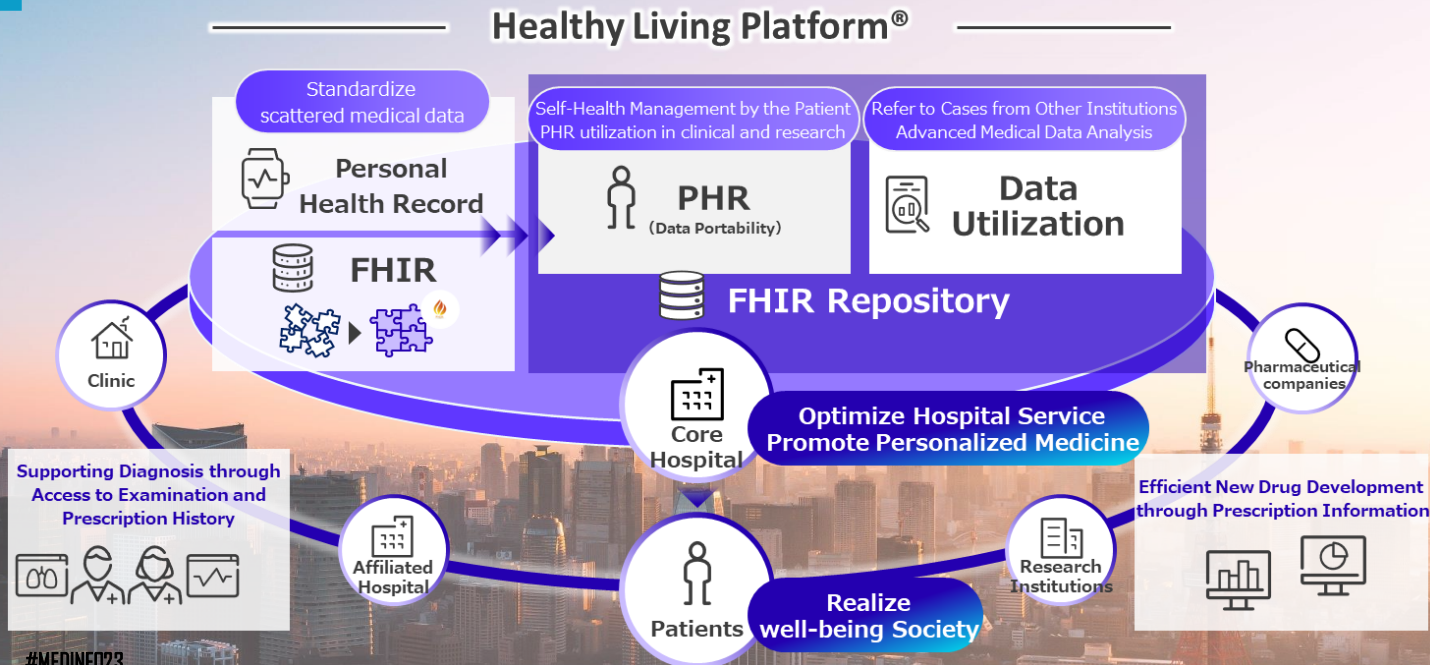 Healthy Living Platform®
Standardize
scattered medical data
Personal
Health Record
FHIR
Self-Health Management by the Patient
PHR utilization in clinical and research
PHR
(Data Portability)
Refer to Cases from Other Institutions
Advanced Medical Data Analysis
Data
Utilization
FHIR Repository
Clinic
Pharmaceutical
companies
Core
Hospital
Optimize Hospital Service
Promote Personalized Medicine
Supporting Diagnosis through
Access to Examination and
Prescription History
Affiliated
Hospital
Research
Institutions
Efficient New Drug Development
through Prescription Information
Patients
Realize
well-being Society
#MEDINFO23